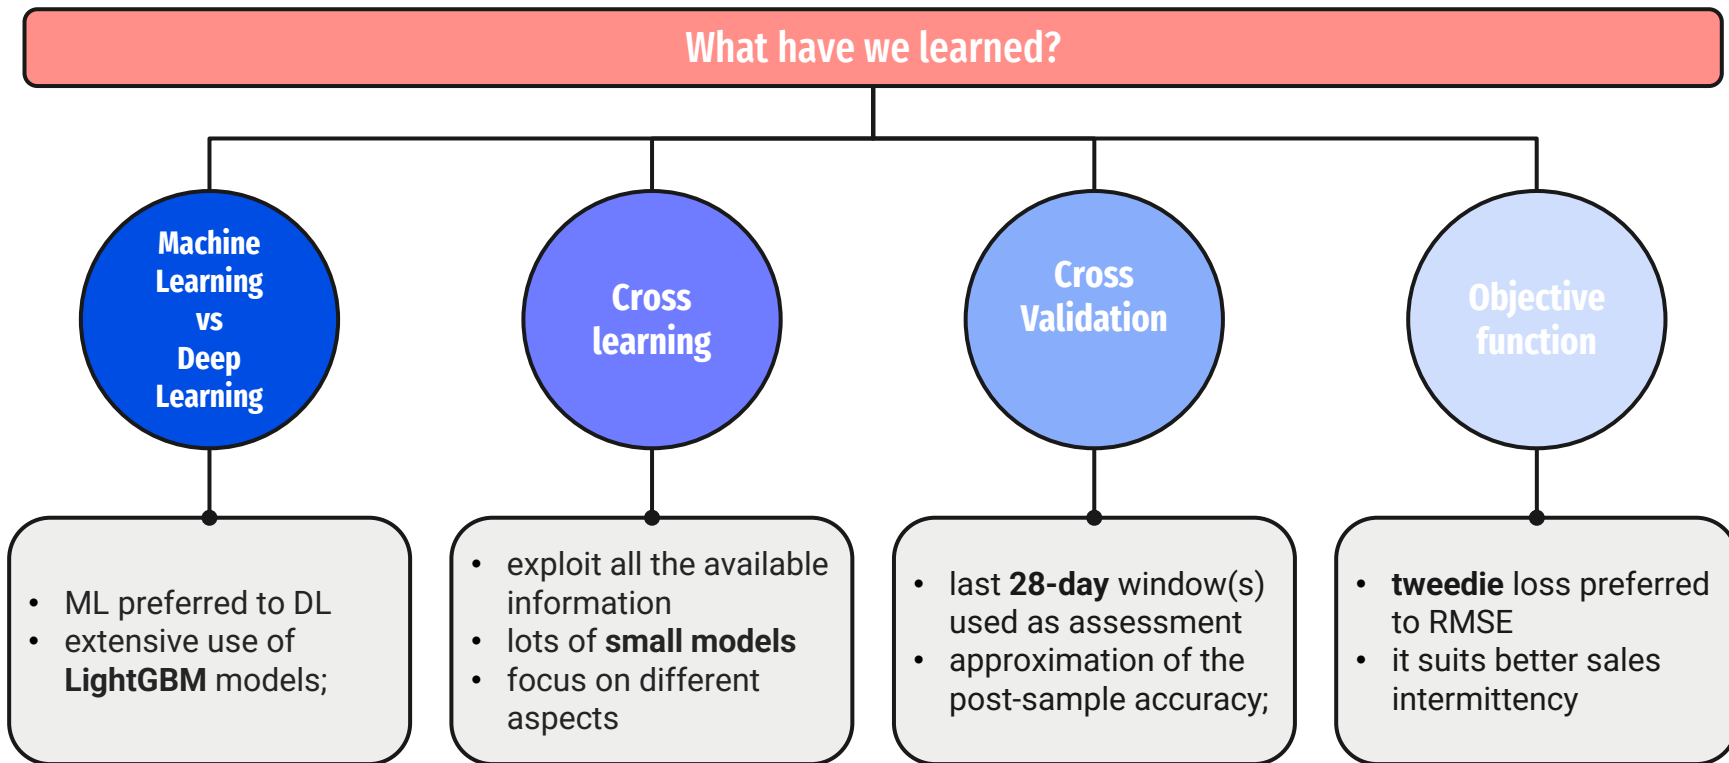 What have we learned?
Machine
Learning
vs
Deep
Learning
Cross
learning
Cross
Validation
Objective
function
• ML preferred to DL
• extensive use of
LightGBM models;
• exploit all the available
information
• lots of small models
• focus on different
aspects
• last 28-day window(s)
used as assessment
• approximation of the
post-sample accuracy;
• tweedie loss preferred
to RMSE
• it suits better sales
intermittency